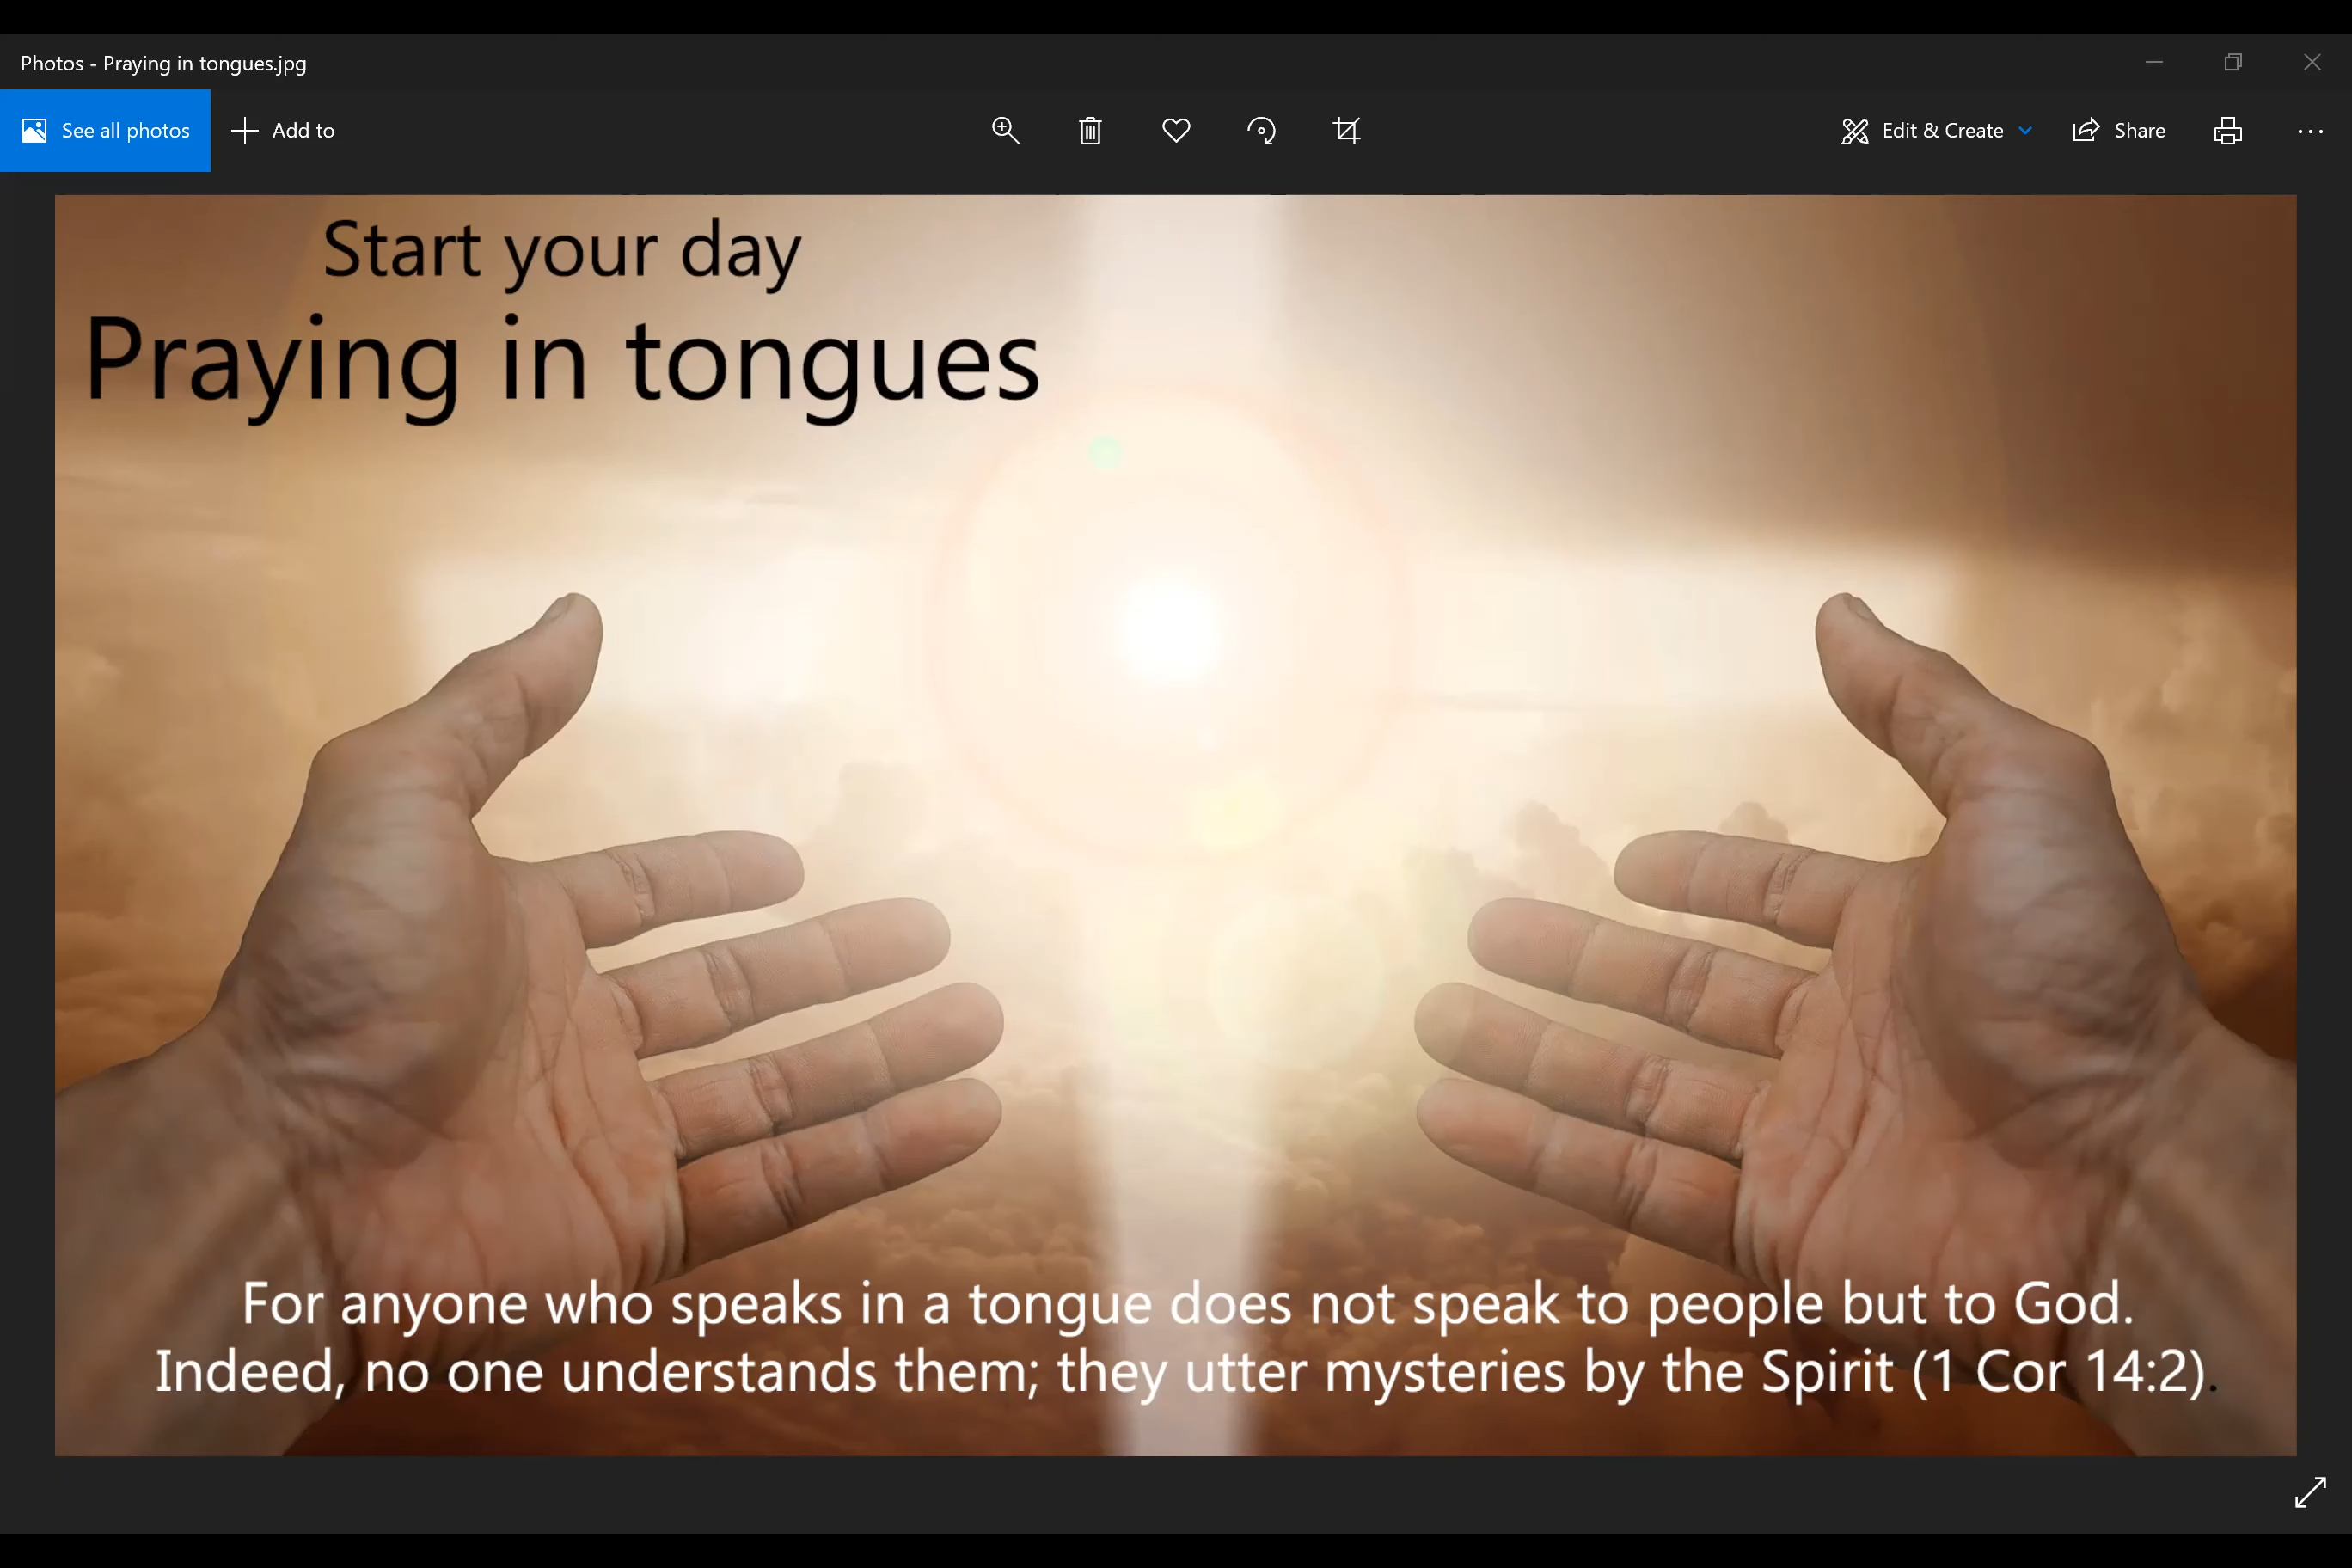 Photos - Praying in tongues.jpg
See all photos
Add to
Edit & Create
Share
Start your day
Praying in tongues
For anyone who speaks in a tongue does not speak to people but to God.
Indeed, no one understands them; they utter mysteries by the Spirit (1 Cor 14:2).